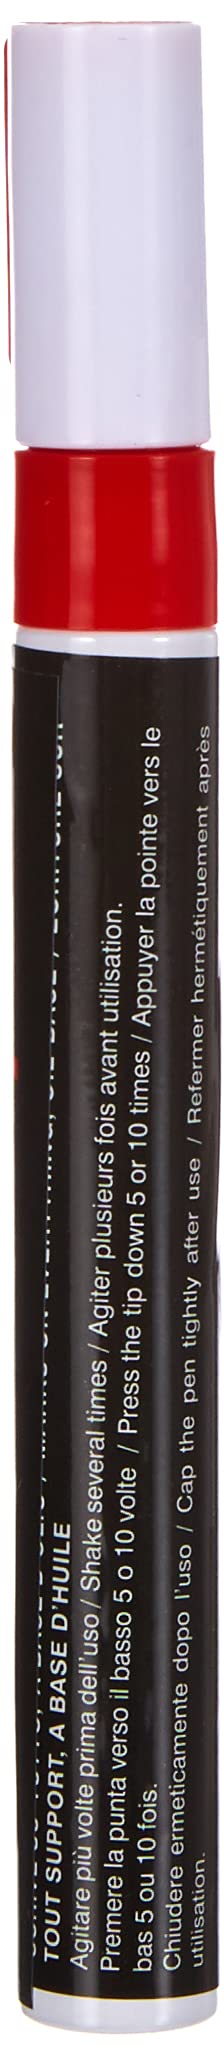 TOUT SUPPORT, A BASE D'HUILE
Agitare più volte prima dell'uso / Shake several times / Agiter plusieurs fois avant utilisation.
Premere la punta verso il basso 5 o 10 volte / Press the tip down 5 or 10 times / Appuyer la pointe vers le
bas 5 ou 10 fois.
Chiudere ermeticamente dopo l'uso / Cap the pen tightly after use / Refermer hermétiquement après
utilisation.